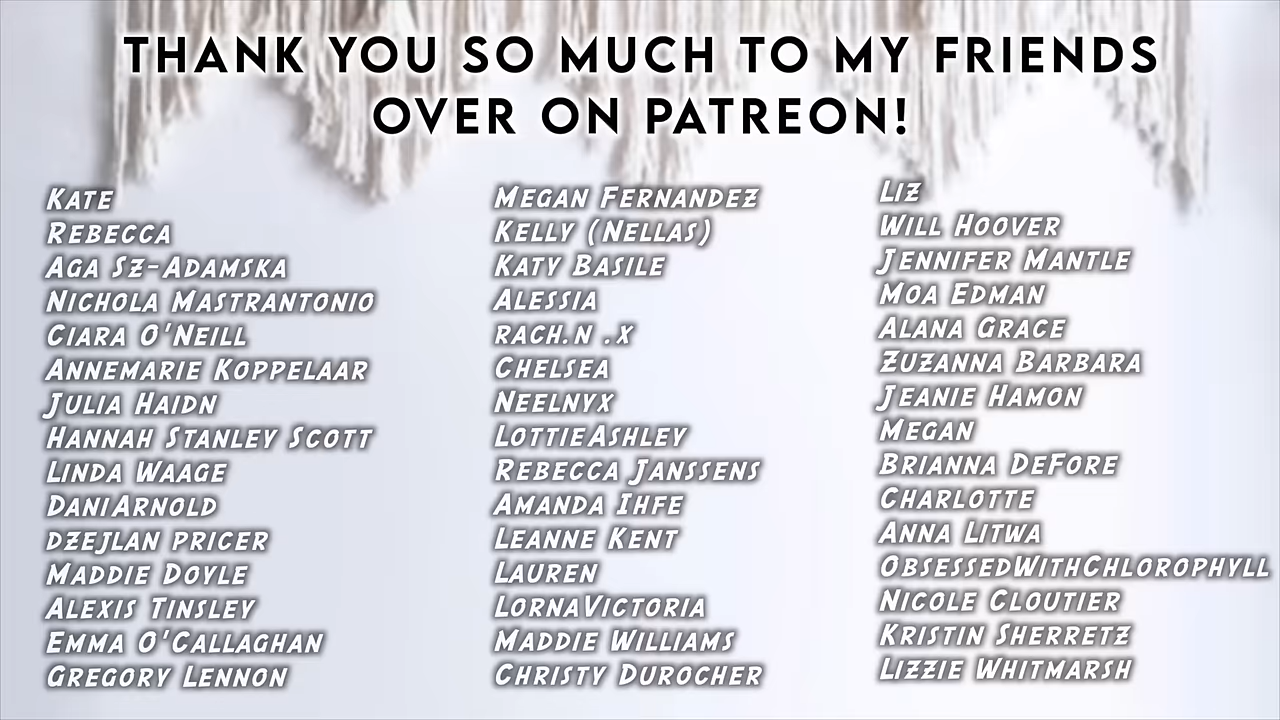 THANK YOU SO MUCH TO MY FRIENDS
OVER ON PATREON!
KATE
REBECCA
AGA SZ-ADAMSKA
NICHOLA MASTRANTONIO
CIARA O'NEILL
ANNEMARIE KOPPELAAR
JULIA HAIDN
HANNAH STANLEY SCOTT
LINDA WAAGE
DANIARNOLD
DZEJLAN PRICER
MADDIE DOYLE
ALEXIS TINSLEY
EMMA O'CALLAGHAN
GREGORY LENNON
MEGAN FERNANDEZ
KELLY (NELLAS)
KATY BASILE
ALESSIA
RACH.N .X
CHELSEA
NEELNYX
LOTTIEASHLEY
REBECCA JANSSENS
AMANDA IHFE
LEANNE KENT
LAUREN
LORNAVICTORIA
MADDIE WILLIAMS
CHRISTY DUROCHER
LIZ
WILL HOOVER
JENNIFER MANTLE
MOA EDMAN
ALANA GRACE
ZUZANNA BARBARA
JEANIE HAMON
MEGAN
BRIANNA DEFORE
CHARLOTTE
ANNA LITWA
OBSESSEDWITHCHLOROPHYLL
NICOLE CLOUTIER
KRISTIN SHERRETZ
LIZZIE WHITMARSH